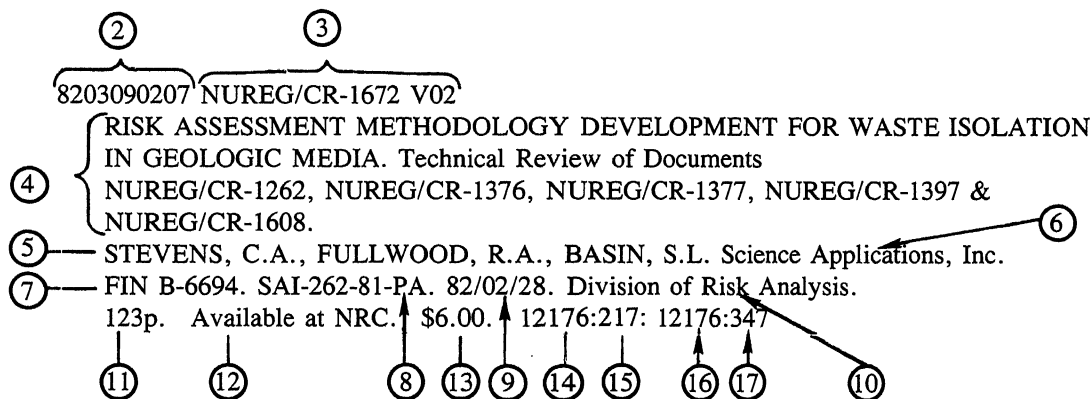 ② ③
8203090207 NUREG/CR-1672 V02
RISK ASSESSMENT METHODOLOGY DEVELOPMENT FOR WASTE ISOLATION
④ IN GEOLOGIC MEDIA. Technical Review of Documents
NUREG/CR-1262, NUREG/CR-1376, NUREG/CR-1377, NUREG/CR-1397 &
NUREG/CR-1608.
⑥
⑤ STEVENS, C.A., FULLWOOD, R.A., BASIN, S.L. Science Applications, Inc.
⑦ FIN B-6694. SAI-262-81-PA. 82/02/28. Division of Risk Analysis.
123p. Available at NRC. $6.00. 12176:217: 12176:347
⑪ ⑫ ⑧ ⑬ ⑨ ⑭ ⑮ ⑯ ⑰ ⑩